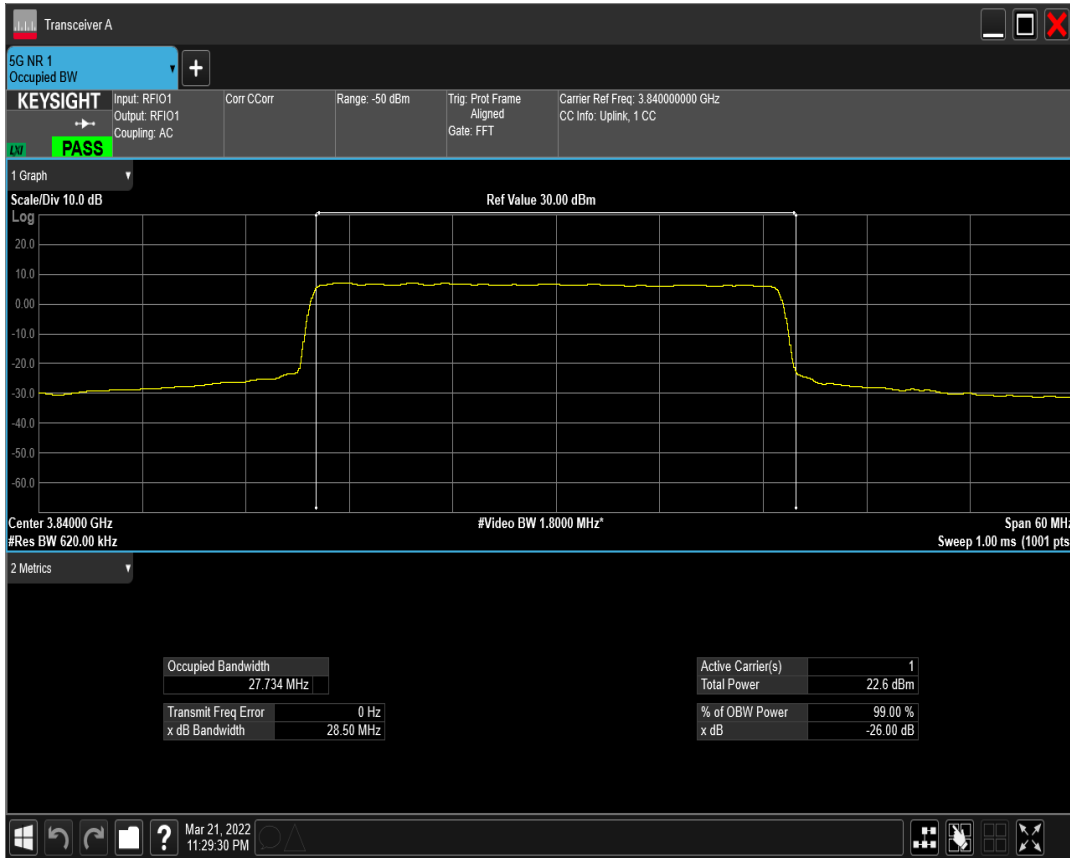 Transceiver A
5G NR 1
Occupied BW
KEYSIGHT
LXI
PASS
Input: RFIO1
Output: RFIO1
Coupling: AC
Corr CCorr
Range: -50 dBm
Trig: Prot Frame
Aligned
Gate: FFT
Carrier Ref Freq: 3.840000000 GHz
CC Info: Uplink, 1 CC
1 Graph
Scale/Div 10.0 dB
Ref Value 30.00 dBm
Log
20.0
10.0
0.00
-10.0
-20.0
-30.0
-40.0
-50.0
-60.0
Center 3.84000 GHz
#Video BW 1.8000 MHz*
Span 60 MHz
#Res BW 620.00 kHz
Sweep 1.00 ms (1001 pts
2 Metrics
Occupied Bandwidth
27.734 MHz
Transmit Freq Error 0 Hz
x dB Bandwidth 28.50 MHz
Active Carrier(s) 1
Total Power 22.6 dBm
% of OBW Power 99.00 %
x dB -26.00 dB
?
Mar 21, 2022
11:29:30 PM